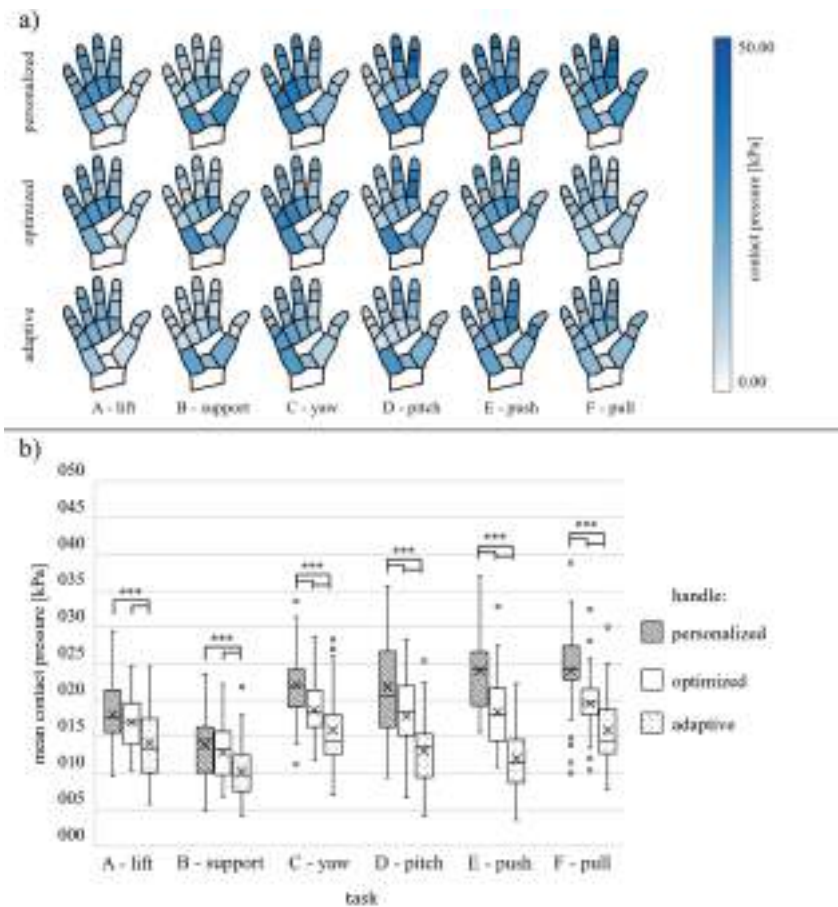 a)
personalized
optimized
adaptive
A - lift
B - support
C - yaw
D - pitch
E - push
F - pull
50.00
contact pressure [kPa]
0.00
b)
mean contact pressure [kPa]
050
045
040
035
030
025
020
015
010
005
000
***
***
***
***
***
***
A - lift
B - support
C - yaw
D - pitch
E - push
F - pull
task
handle:
personalized
optimized
adaptive